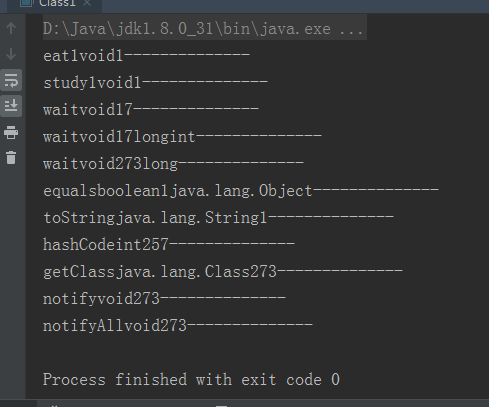 Class1
D:\Java\jdk1.8.0_31\bin\java.exe ...
eat1void1--------------
study1void1--------------
waitvoid17--------------
waitvoid17longint--------------
waitvoid273long--------------
equalsboolean1java.lang.Object--------------
toStringjava.lang.String1--------------
hashCodeint257--------------
getClassjava.lang.Class273--------------
notifyvoid273--------------
notifyAllvoid273--------------
Process finished with exit code 0